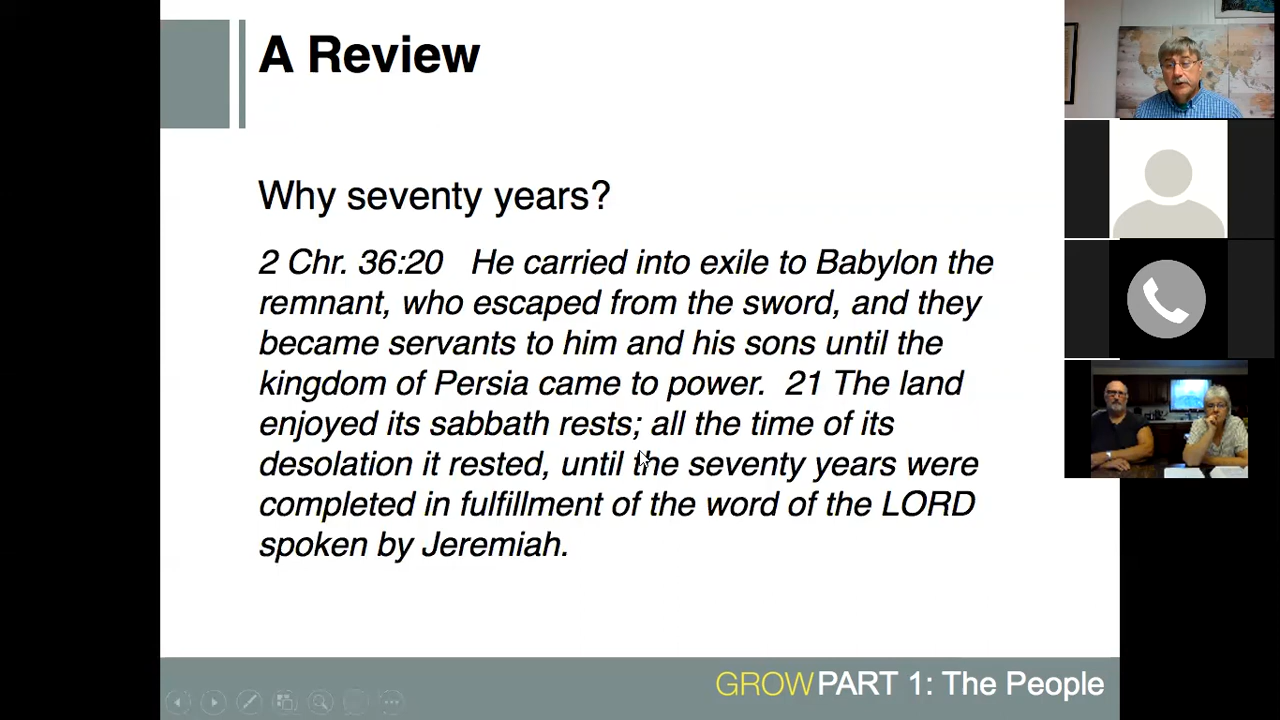 A Review
Why seventy years?
2 Chr. 36:20 He carried into exile to Babylon the
remnant, who escaped from the sword, and they
became servants to him and his sons until the
kingdom of Persia came to power. 21 The land
enjoyed its sabbath rests; all the time of its
desolation it rested, until the seventy years were
completed in fulfillment of the word of the LORD
spoken by Jeremiah.
GROWPART 1: The People